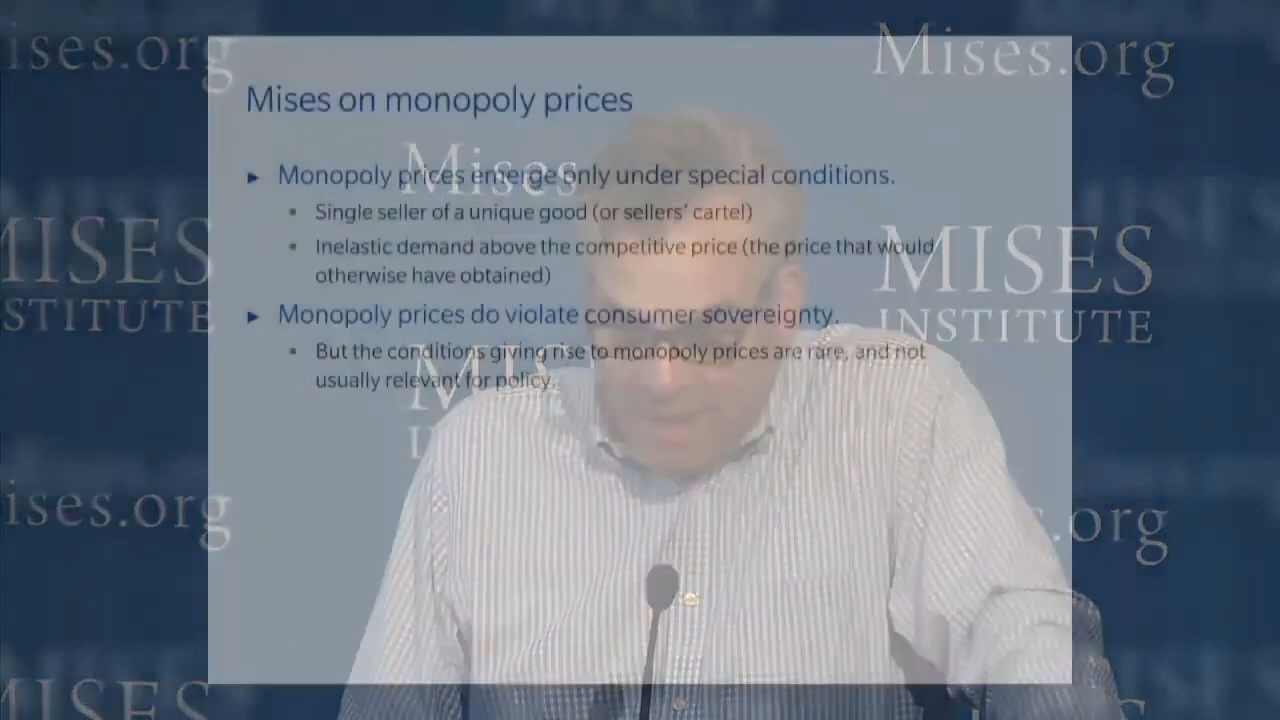 ises.org
Mises.org
Mises on monopoly prices
Mises
► Monopoly prices emerge only under special conditions.
▪ Single seller of a unique good (or sellers' cartel)
▪ Inelastic demand above the competitive price (the price that would
otherwise have obtained)
MISES
INSTITUTE
MISES
STITUTE
► Monopoly prices do violate consumer sovereignty.
▪ But the conditions giving rise to monopoly prices are rare, and not
usually relevant for policy.
ises.org
.org
MISES